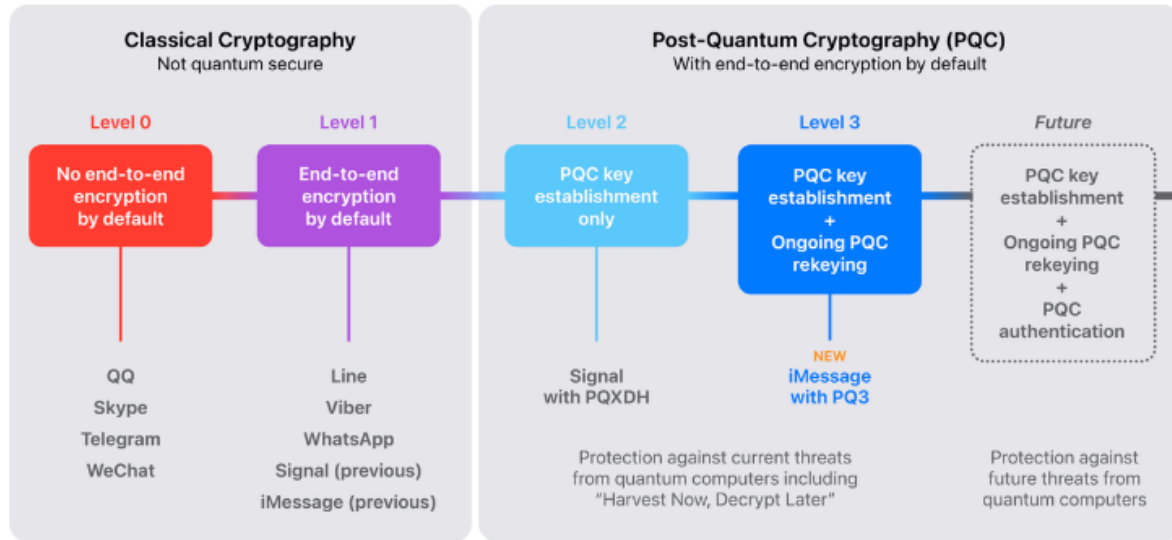 Classical Cryptography
Not quantum secure
Level 0
No end-to-end
encryption
by default
QQ
Skype
Telegram
WeChat
Level 1
End-to-end
encryption
by default
Line
Viber
WhatsApp
Signal (previous)
iMessage (previous)
Post-Quantum Cryptography (PQC)
With end-to-end encryption by default
Level 2
PQC key
establishment
only
Signal
with PQXDH
Level 3
PQC key
establishment
+
Ongoing PQC
rekeying
NEW
iMessage
with PQ3
Protection against current threats
from quantum computers including
“Harvest Now, Decrypt Later”
Future
PQC key
establishment
+
Ongoing PQC
rekeying
+
PQC
authentication
Protection against
future threats from
quantum computers